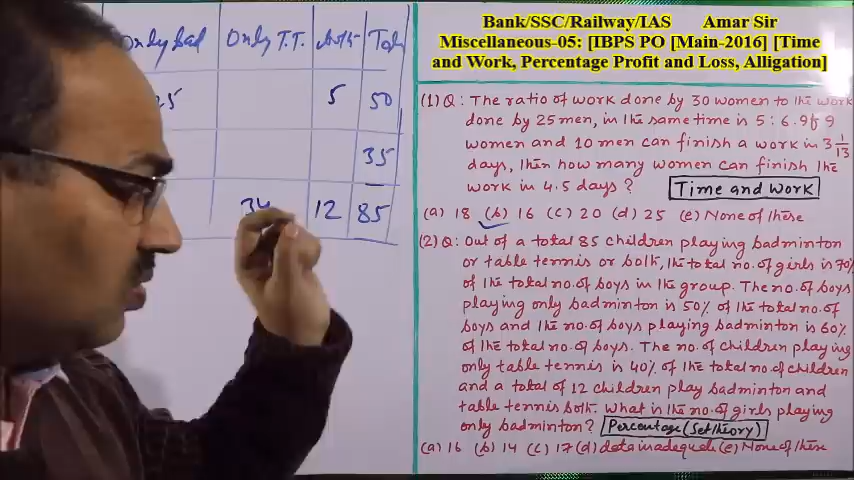 Bank/SSC/Railway/IAS Amar Sir
Miscellaneous-05: [IBPS PO [Main-2016] [Time
and Work, Percentage Profit and Loss, Alligation]
Only bad Only T.T. both Total
25 5 50
35
34 12 85
(1) Q: The ratio of work done by 30 women to the work
done by 25 men, in the same time is 5:6. If 9
women and 10 men can finish a work in 3 1/13
days, then how many women can finish the
work in 4.5 days? Time and Work
(a) 18 (b) 16 (c) 20 (d) 25 (e) None of these
(2) Q: Out of a total 85 children playing badminton
or table tennis or both, the total no. of girls is 70%
of the total no. of boys in the group. The no. of boys
playing only badminton is 50% of the total no. of
boys and the no. of boys playing badminton is 60%
of the total no. of boys. The no. of children playing
only table tennis is 40% of the total no. of children
and a total of 12 children play badminton and
table tennis both. What is the no. of girls playing
only badminton? Percentage (Set theory)
(a) 16 (b) 14 (c) 17 (d) data inadequate (e) None of these